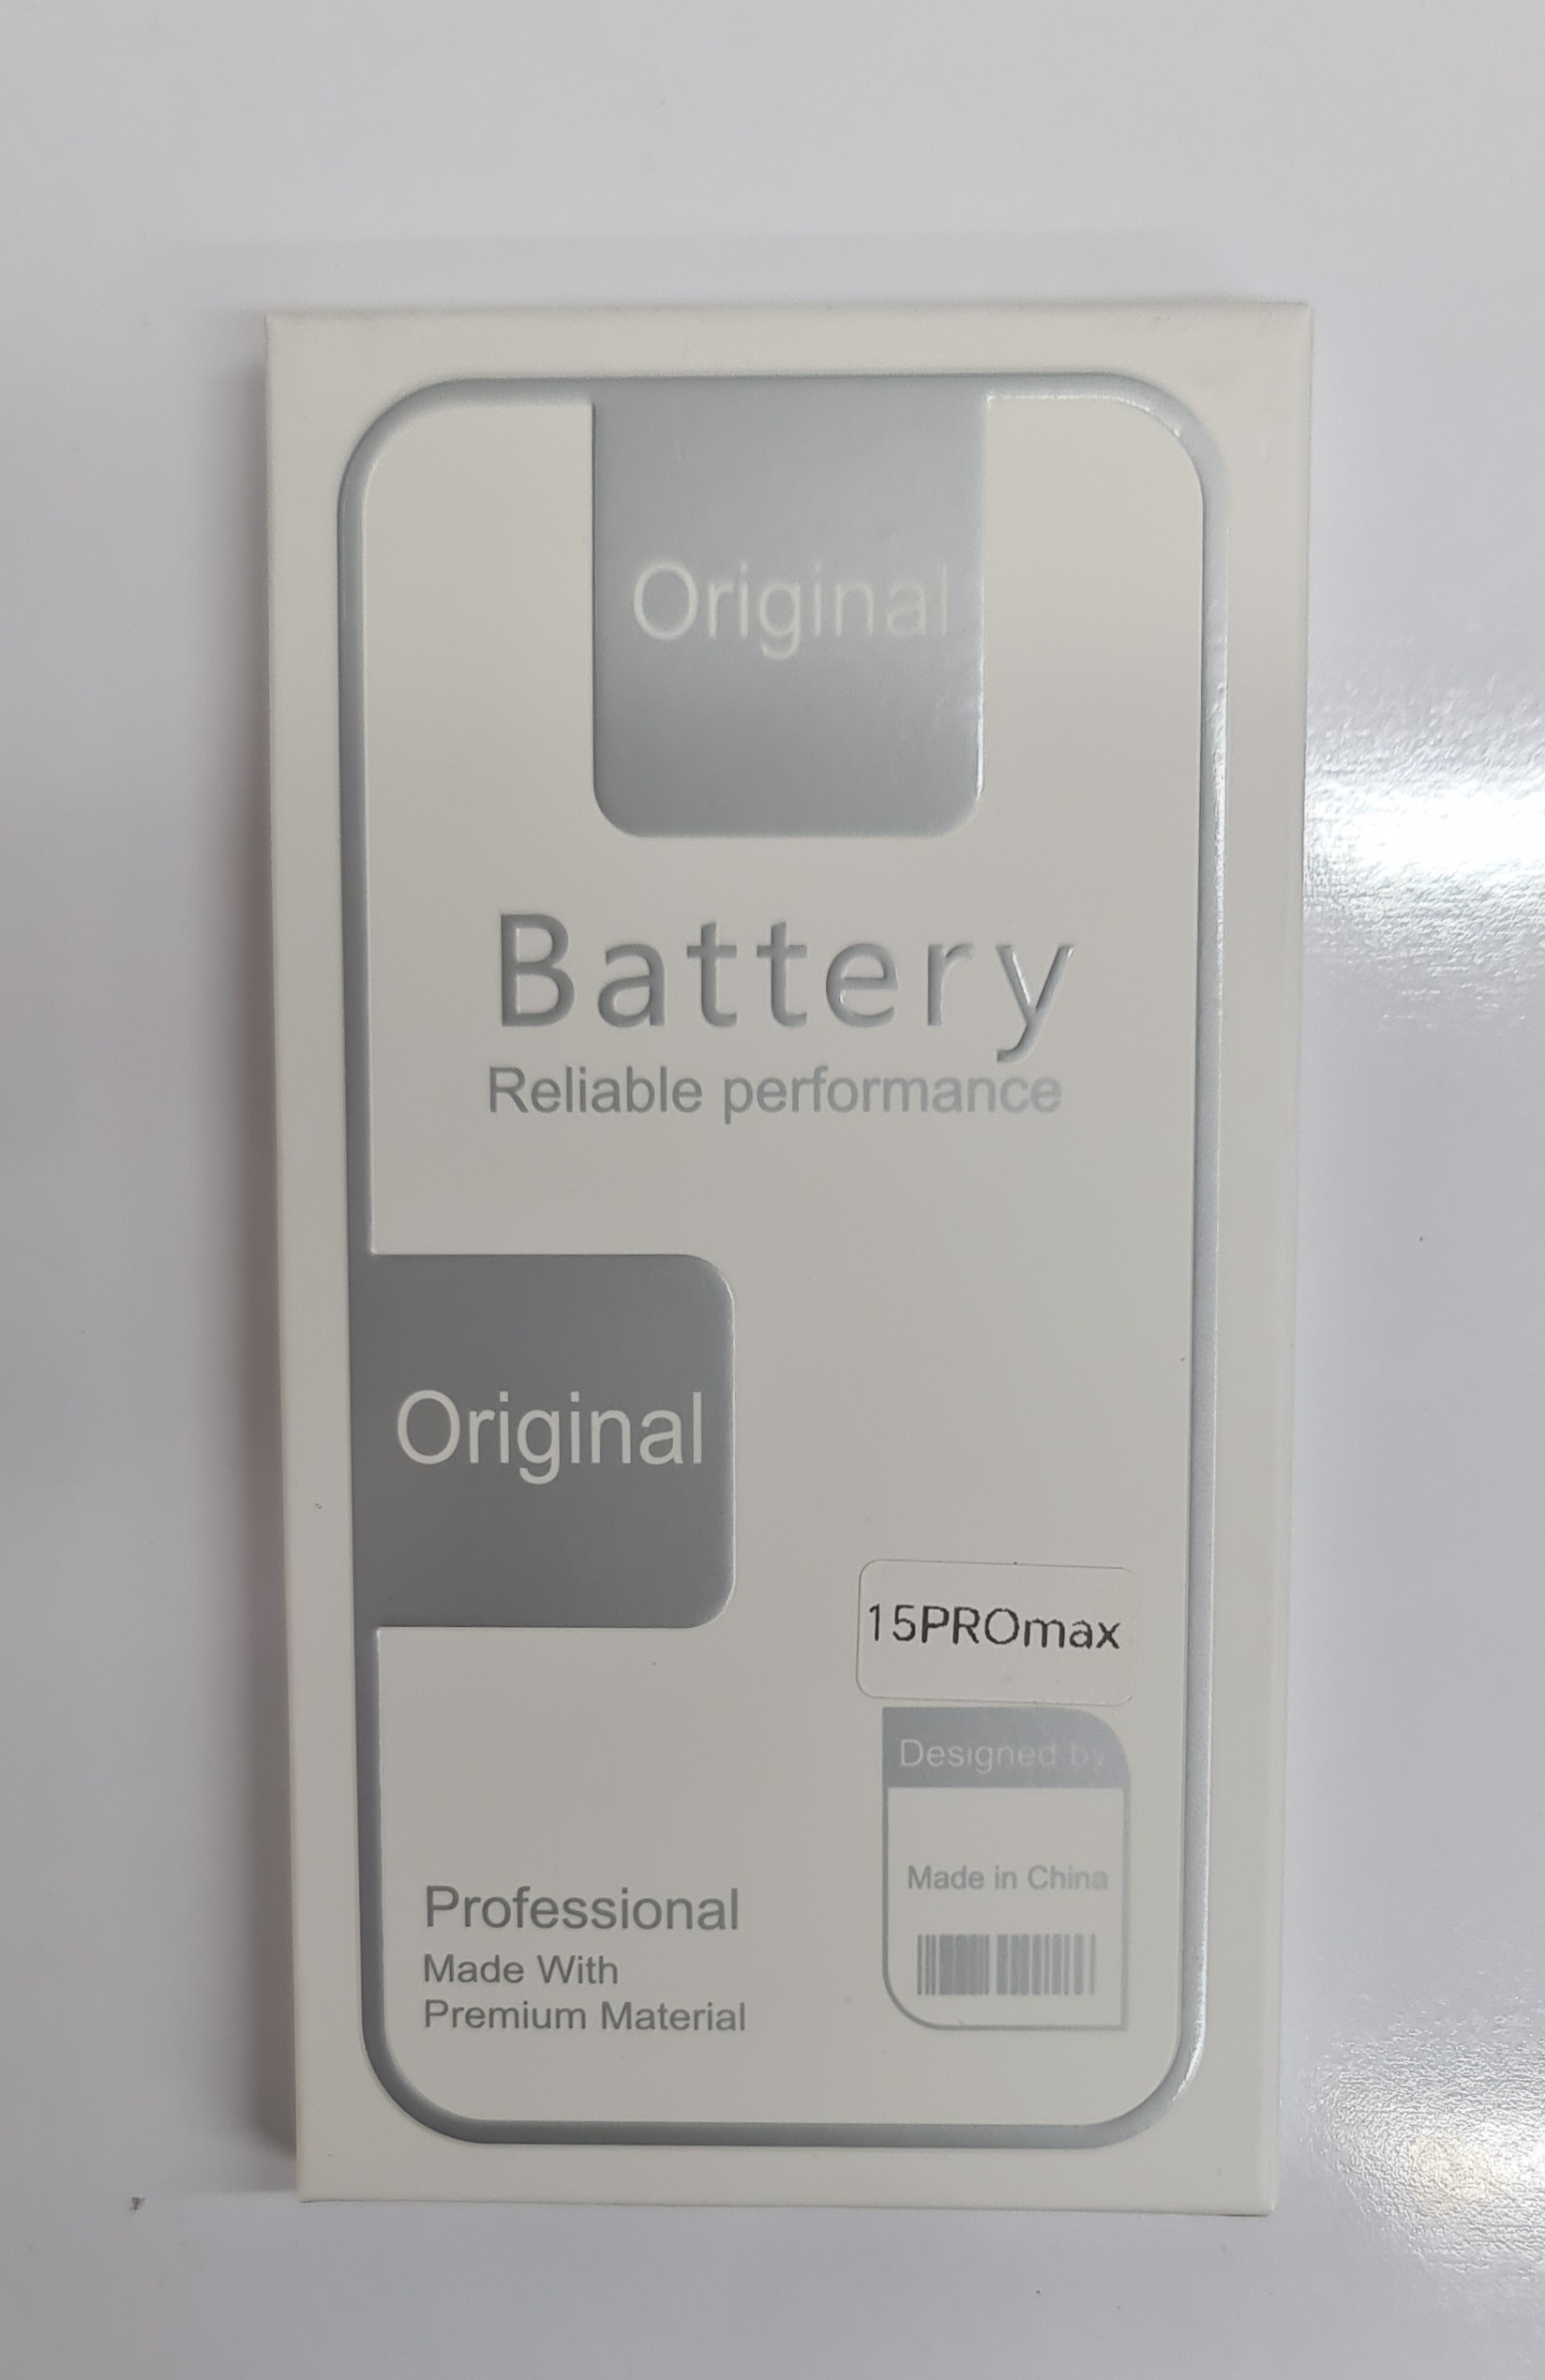 Original
Battery
Reliable performance
Original
15PROmax
Designed by
Made in China
Professional
Made With
Premium Material